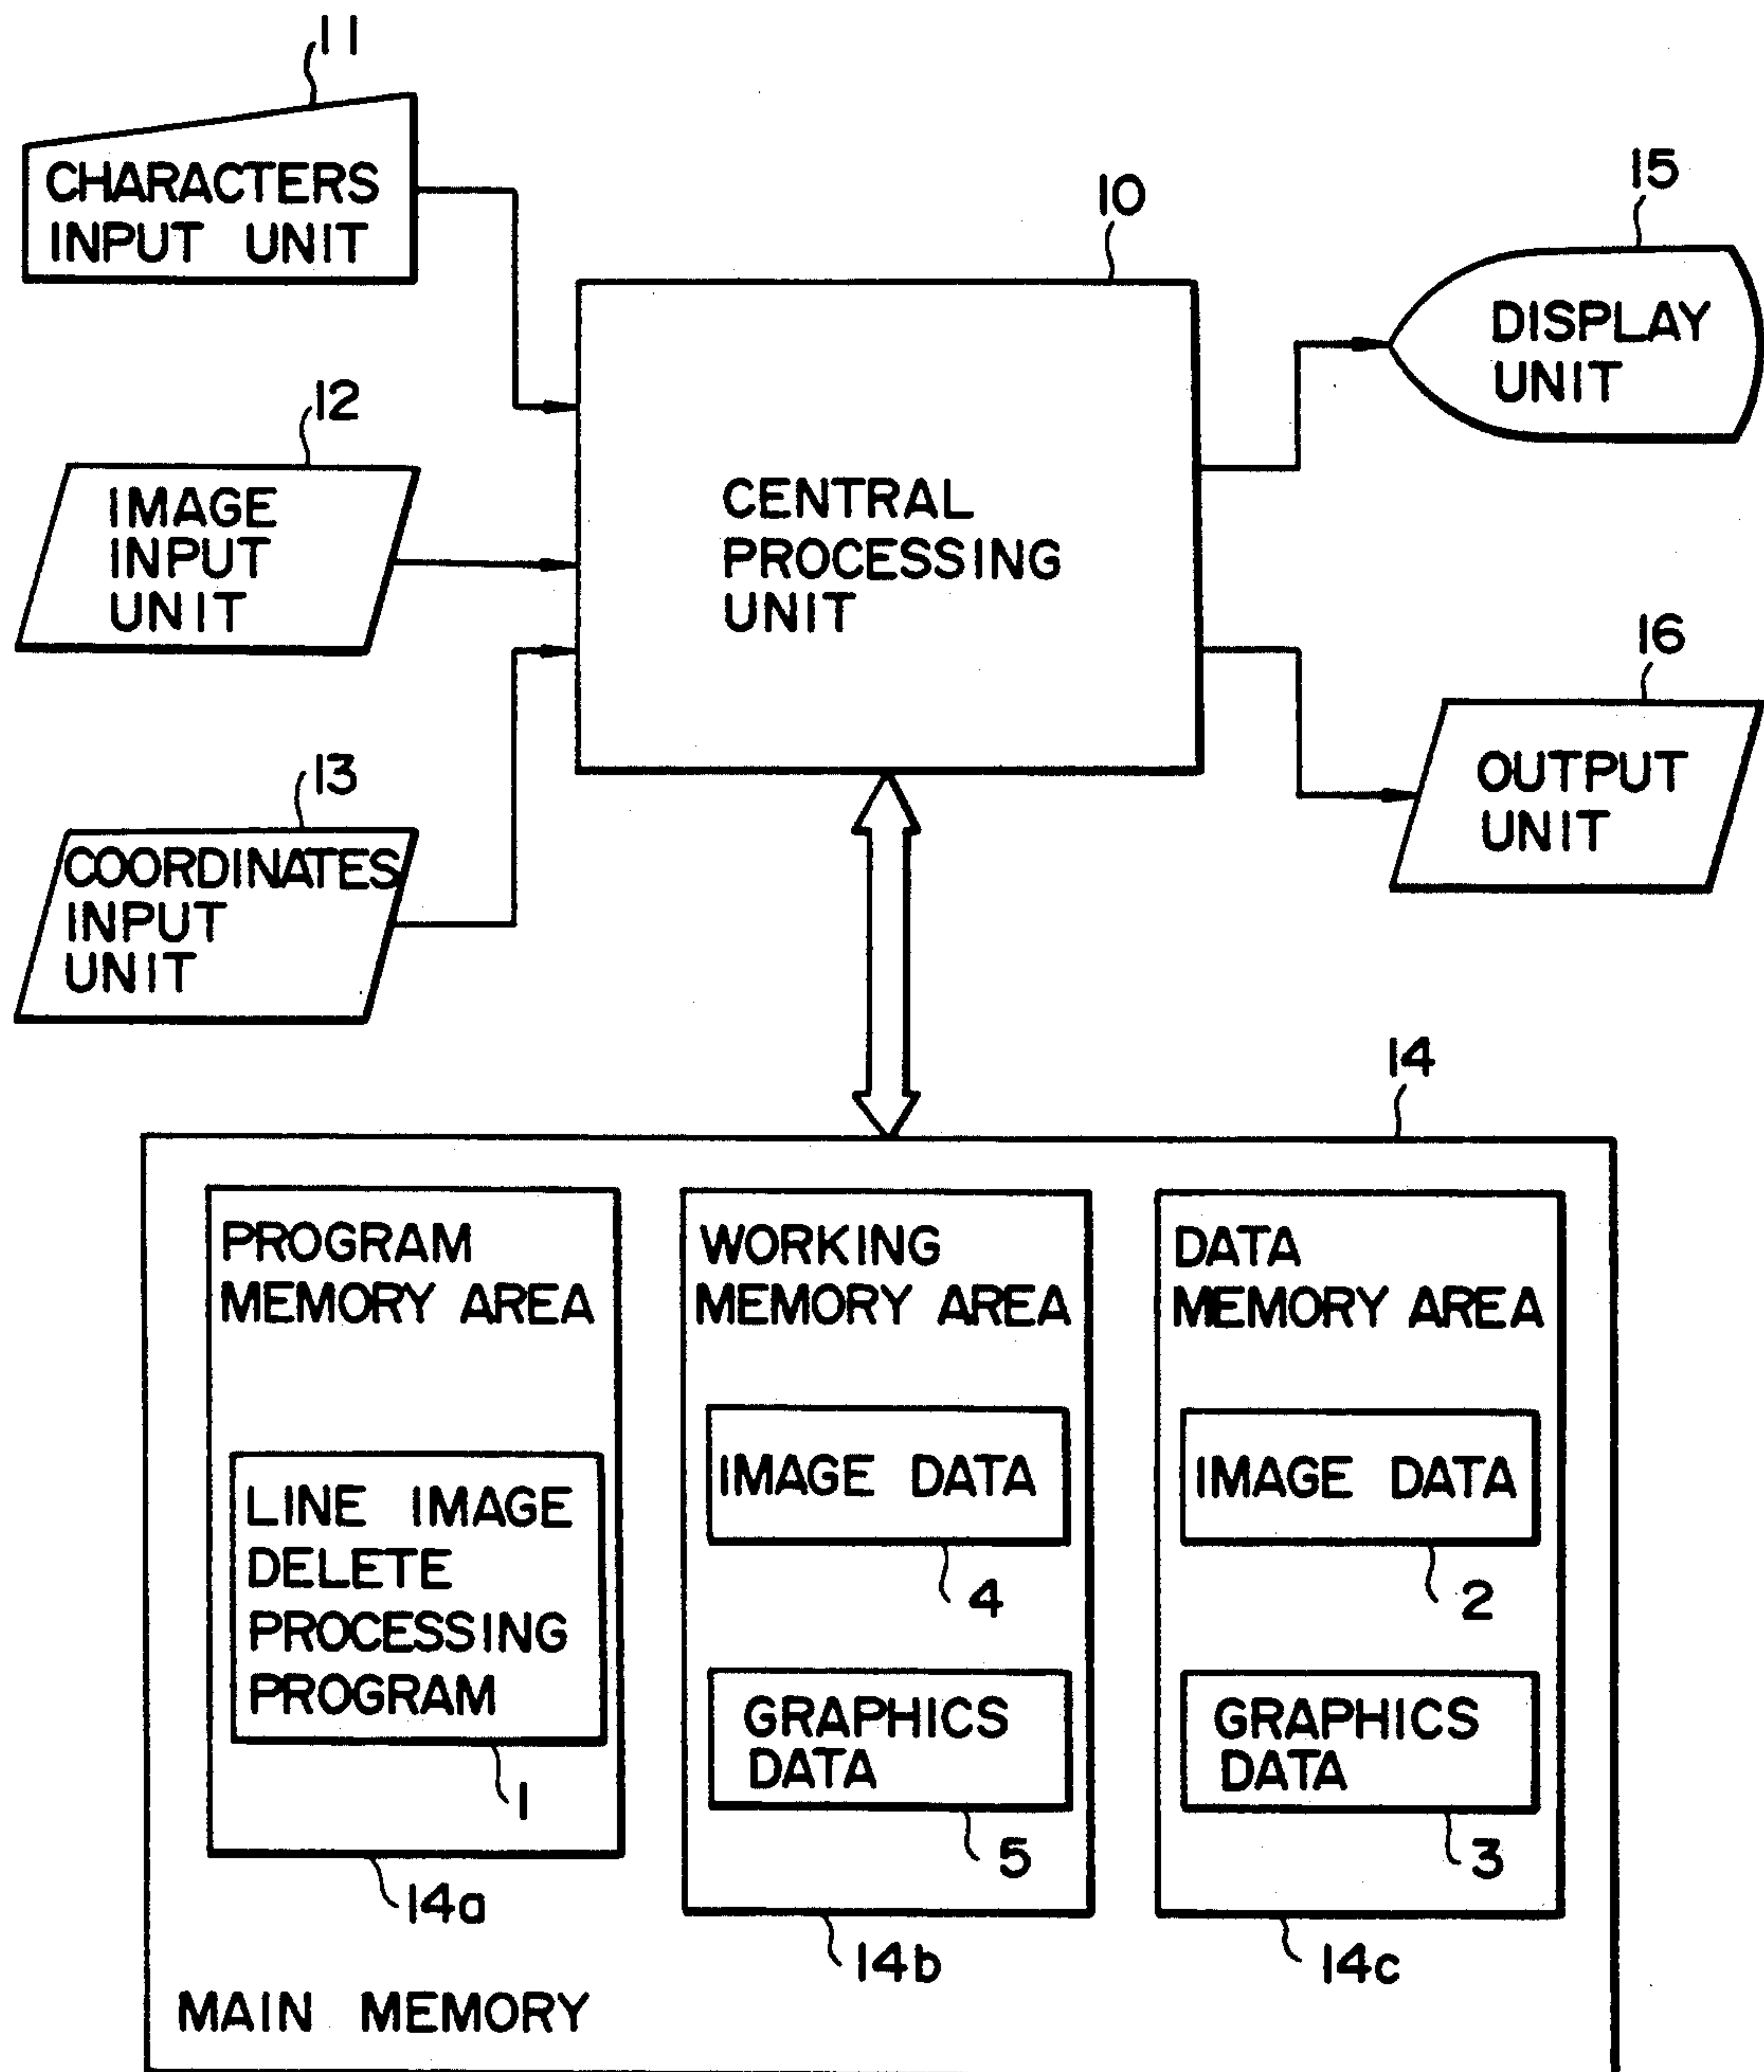 11
CHARACTERS
INPUT UNIT
10
15
DISPLAY
UNIT
12
IMAGE
INPUT
UNIT
CENTRAL
PROCESSING
UNIT
16
OUTPUT
UNIT
13
COORDINATES
INPUT
UNIT
14
PROGRAM
MEMORY AREA
LINE IMAGE
DELETE
PROCESSING
PROGRAM
1
14a
WORKING
MEMORY AREA
IMAGE DATA
4
GRAPHICS
DATA
5
14b
DATA
MEMORY AREA
IMAGE DATA
2
GRAPHICS
DATA
3
14c
MAIN MEMORY